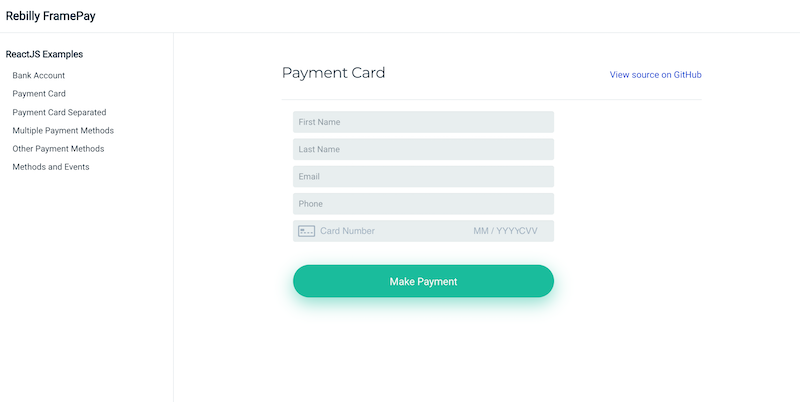 Rebilly FramePay
ReactJS Examples
Bank Account
Payment Card
Payment Card Separated
Multiple Payment Methods
Other Payment Methods
Methods and Events
Payment Card
View source on GitHub
First Name
Last Name
Email
Phone
Card Number MM / YYYYCVV
Make Payment